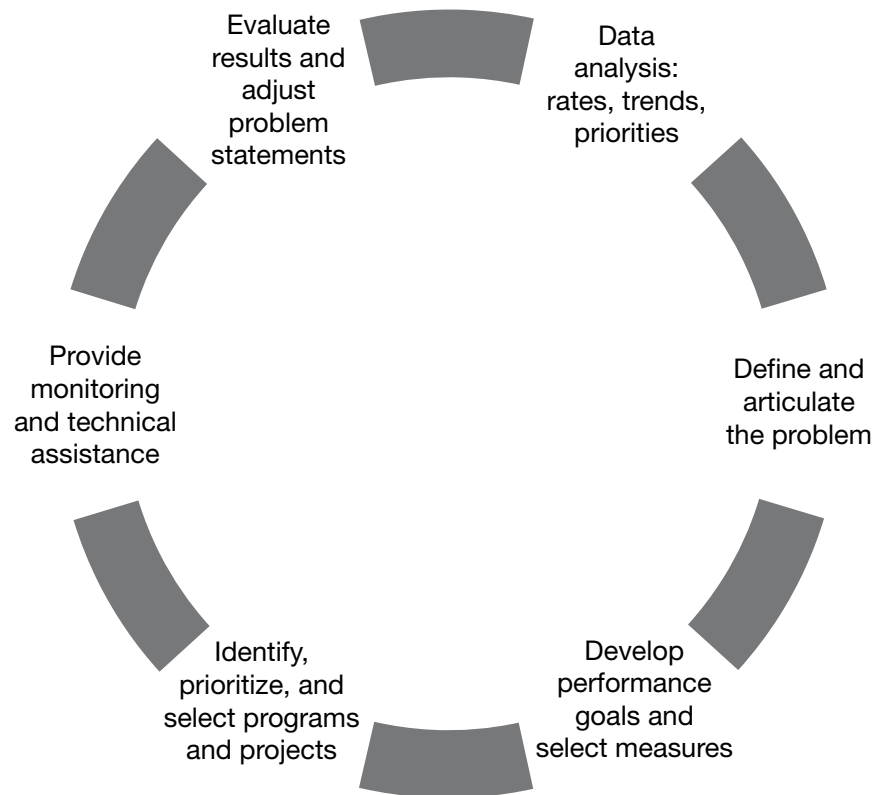 Evaluate
results and
adjust
problem
statements
Data
analysis:
rates, trends,
priorities
Define and
articulate
the problem
Develop
performance
goals and
select measures
Identify,
prioritize, and
select programs
and projects
Provide
monitoring
and technical
assistance